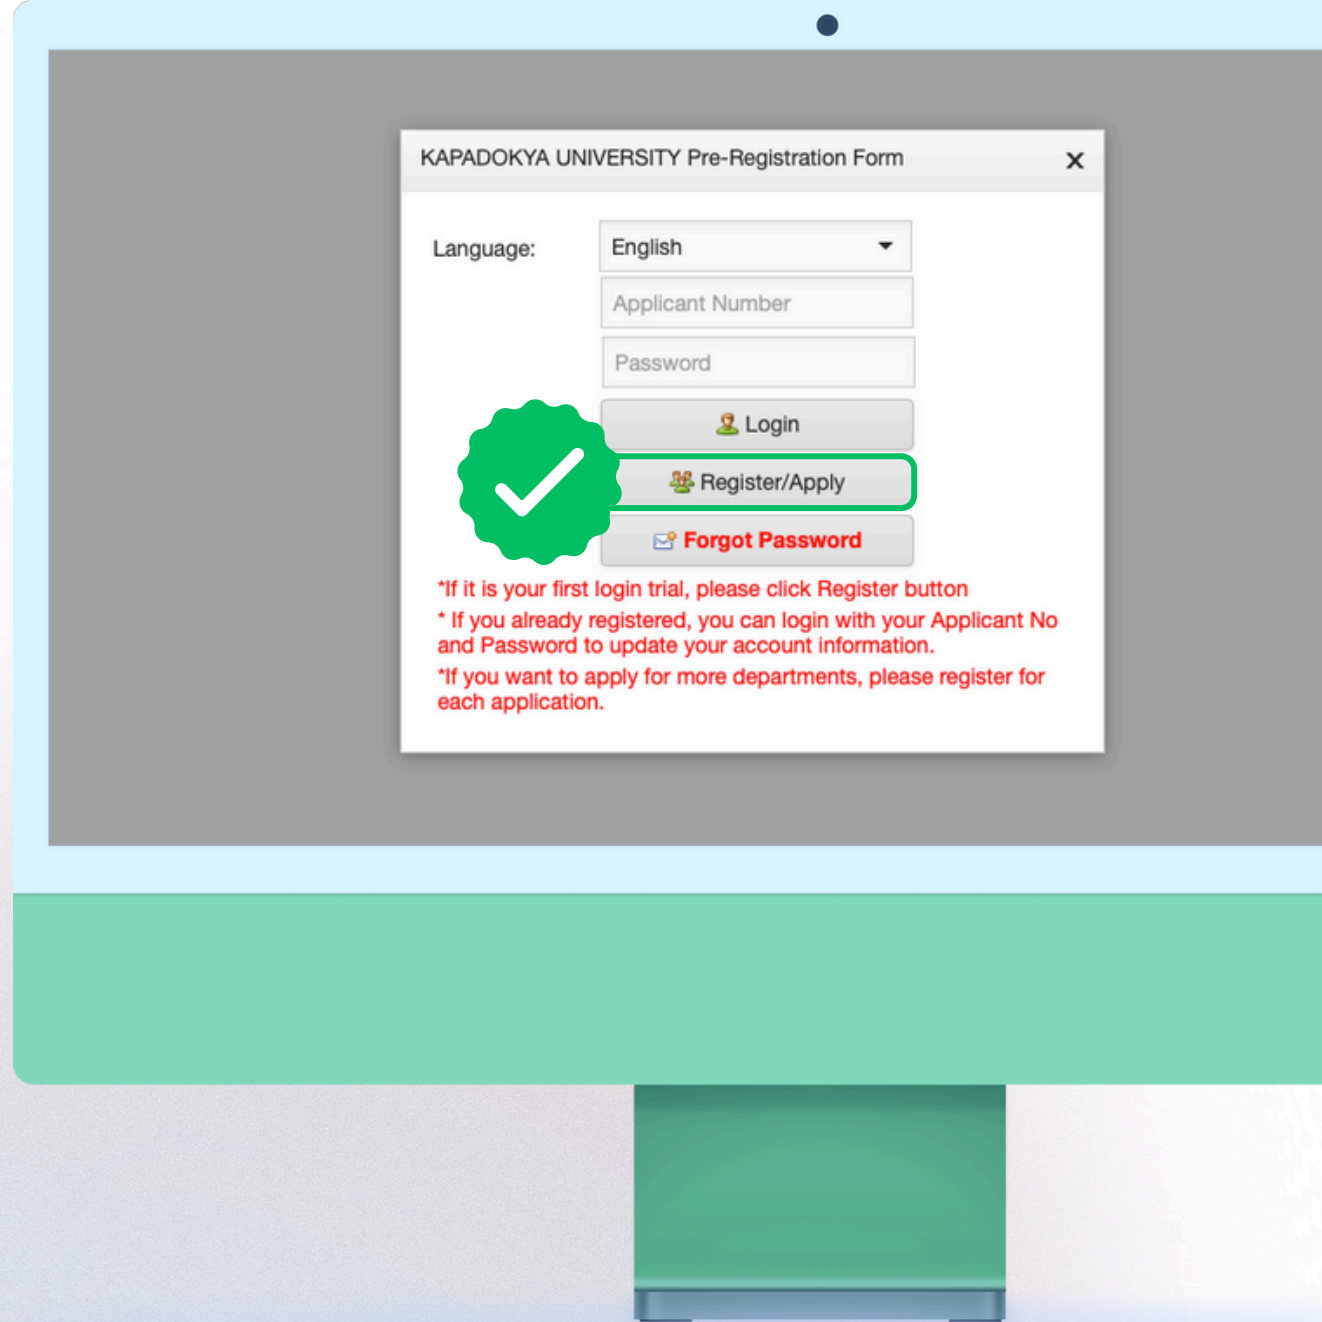 KAPADOKYA UNIVERSITY Pre-Registration Form
Language:
English
Applicant Number
Password
Login
Register/Apply
Forgot Password
*If it is your first login trial, please click Register button
* If you already registered, you can login with your Applicant No
and Password to update your account information.
*If you want to apply for more departments, please register for
each application.